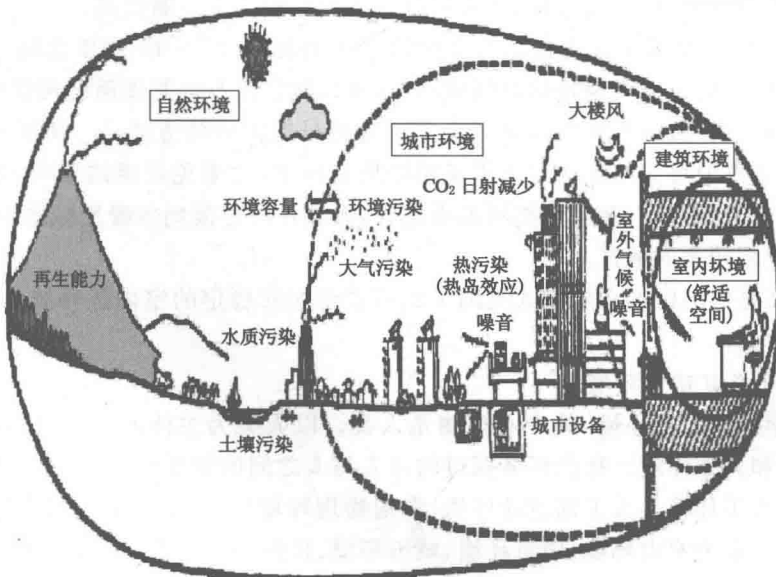 自然环境
大楼风
城市环境
建筑环境
CO₂ 日射减少
环境容量
环境污染
大气污染
热污染
(热岛效应)
室外气候
室内环境
(舒适
空间)
再生能力
噪音
水质污染
噪音
土壤污染
城市设备